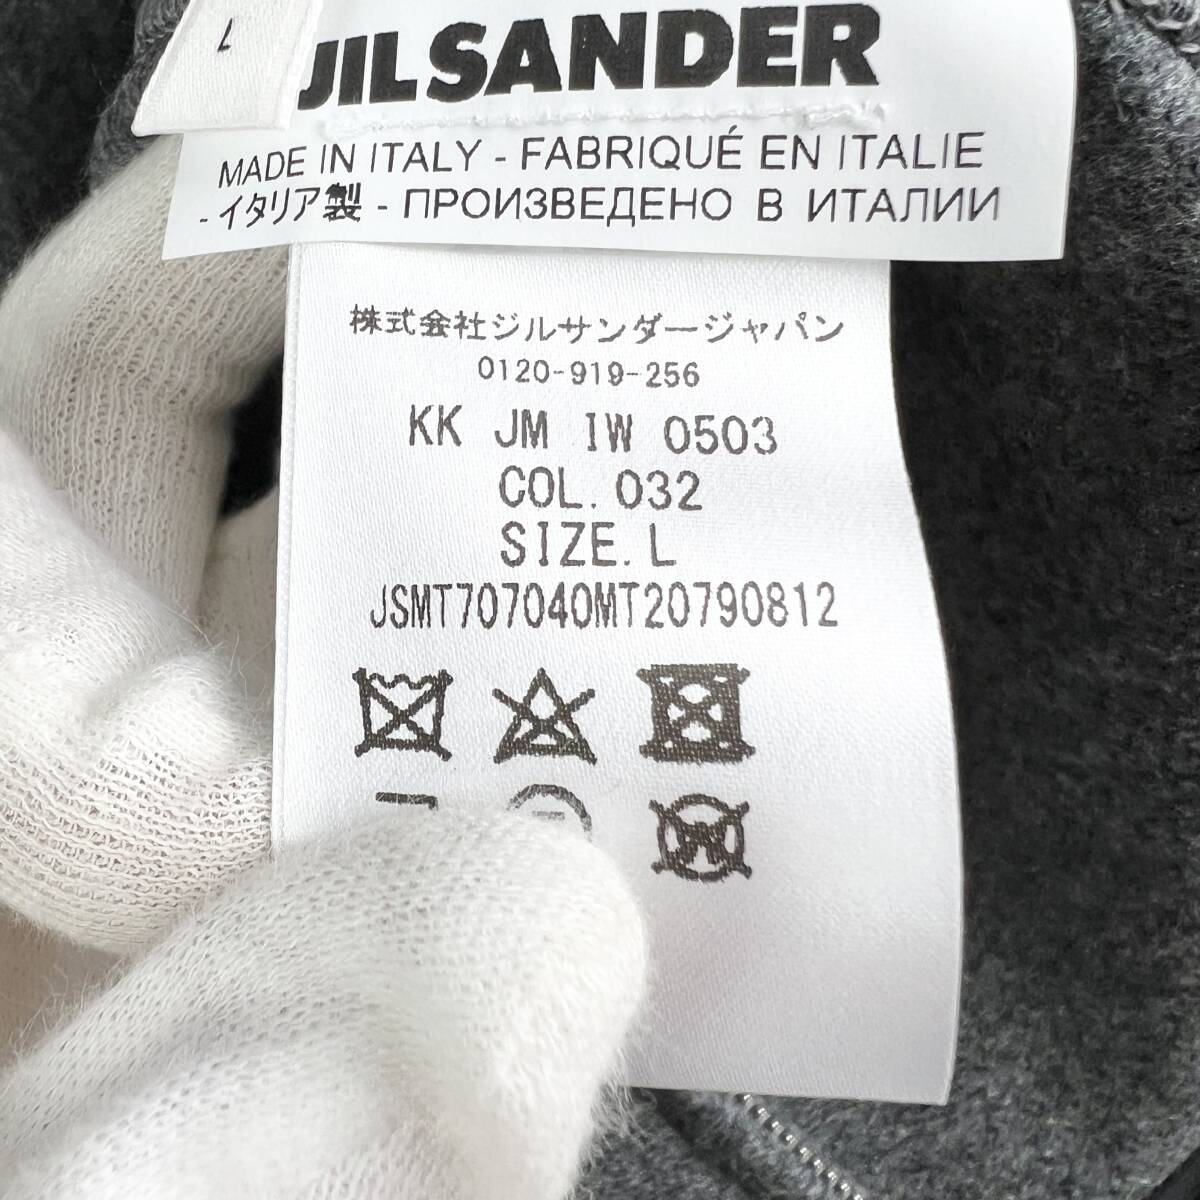 L
JIL SANDER
MADE IN ITALY - FABRIQUÉ EN ITALIE
- イタリア製 - ПРОИЗВЕДЕНО В ИТАЛИИ
株式会社ジルサンダージャパン
0120-919-256
KK JM IW 0503
COL. 032
SIZE. L
JSMT707040MT20790812